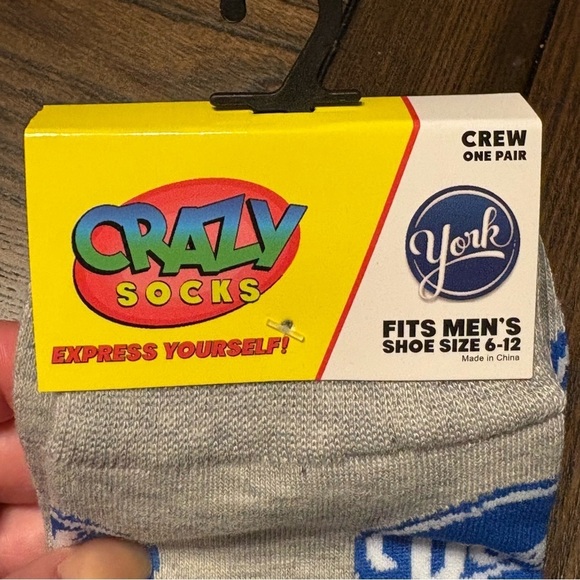 CREW
ONE PAIR
CRAZY
SOCKS
EXPRESS YOURSELF!
York
FITS MEN'S
SHOE SIZE 6-12
Made in China